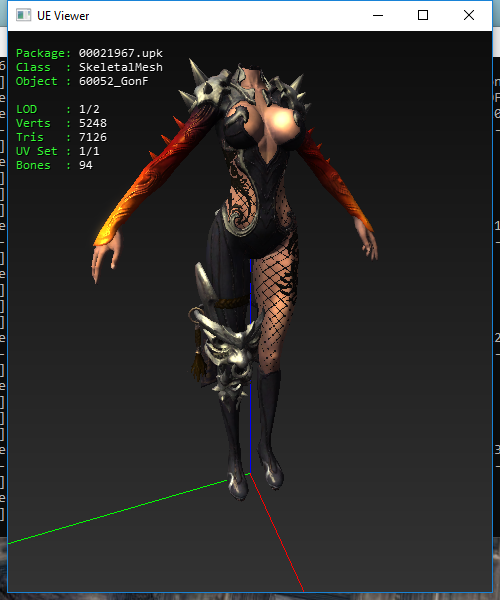 UE Viewer
Package: 00021967.upk
Class : SkeletalMesh
Object : 60052_GonF
LOD : 1/2
Verts : 5248
Tris : 7126
UV Set : 1/1
Bones : 94